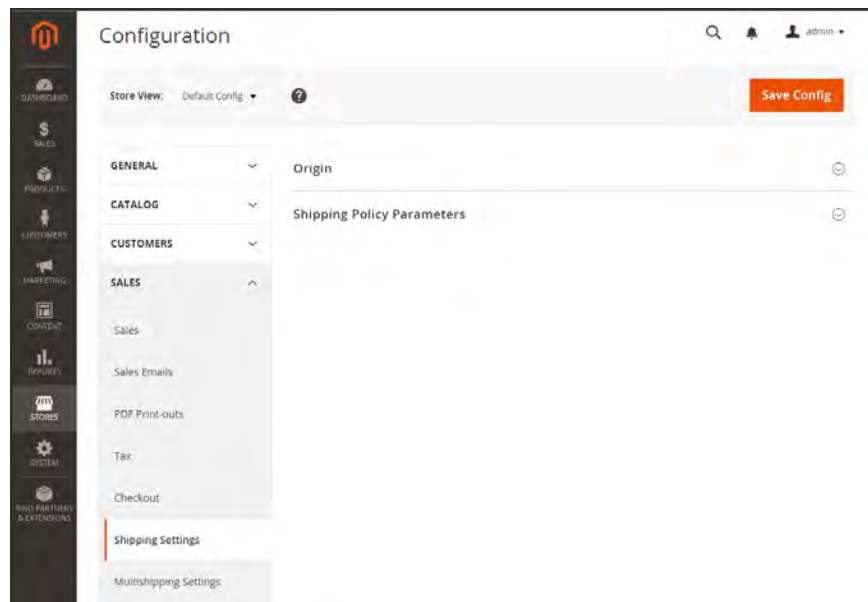 Configuration
admin
DASHBOARD
Store View: Default Config
Save Config
SALES
GENERAL
Origin
PRODUCTS
CATALOG
Shipping Policy Parameters
CUSTOMERS
CUSTOMERS
MARKETING
SALES
CONTENT
Sales
REPORTS
Sales Emails
STORES
PDF Print-outs
SYSTEM
Tax
Checkout
FIND PARTNERS
& EXTENSIONS
Shipping Settings
Multishipping Settings